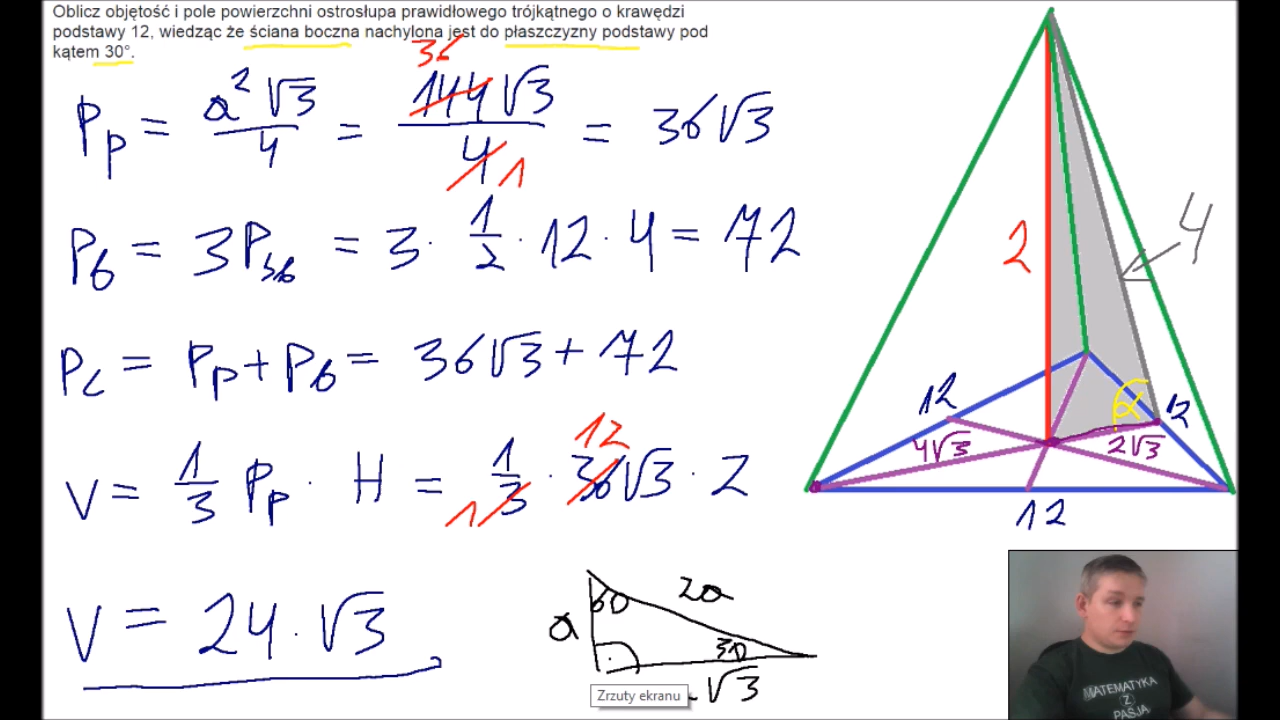 Oblicz objętość i pole powierzchni ostrosłupa prawidłowego trójkątnego o krawędzi
podstawy 12, wiedząc że ściana boczna nachylona jest do płaszczyzny podstawy pod
kątem 30°.
36
Pp = a²√3/4 = 144√3/4 = 36√3
1
Pb = 3P = 3 · 1/2 · 12 · 4 = 72
Pc = Pp + Pb = 36√3 + 72
12
V = 1/3 Pp · H = 1/3 · 36√3 · 2
1
V = 24 · √3
2
4
12
α
12
4√3
2√3
12
60
2a
a
30
√3
Zrzuty ekranu
MATEMATYKA
Z
PASJĄ